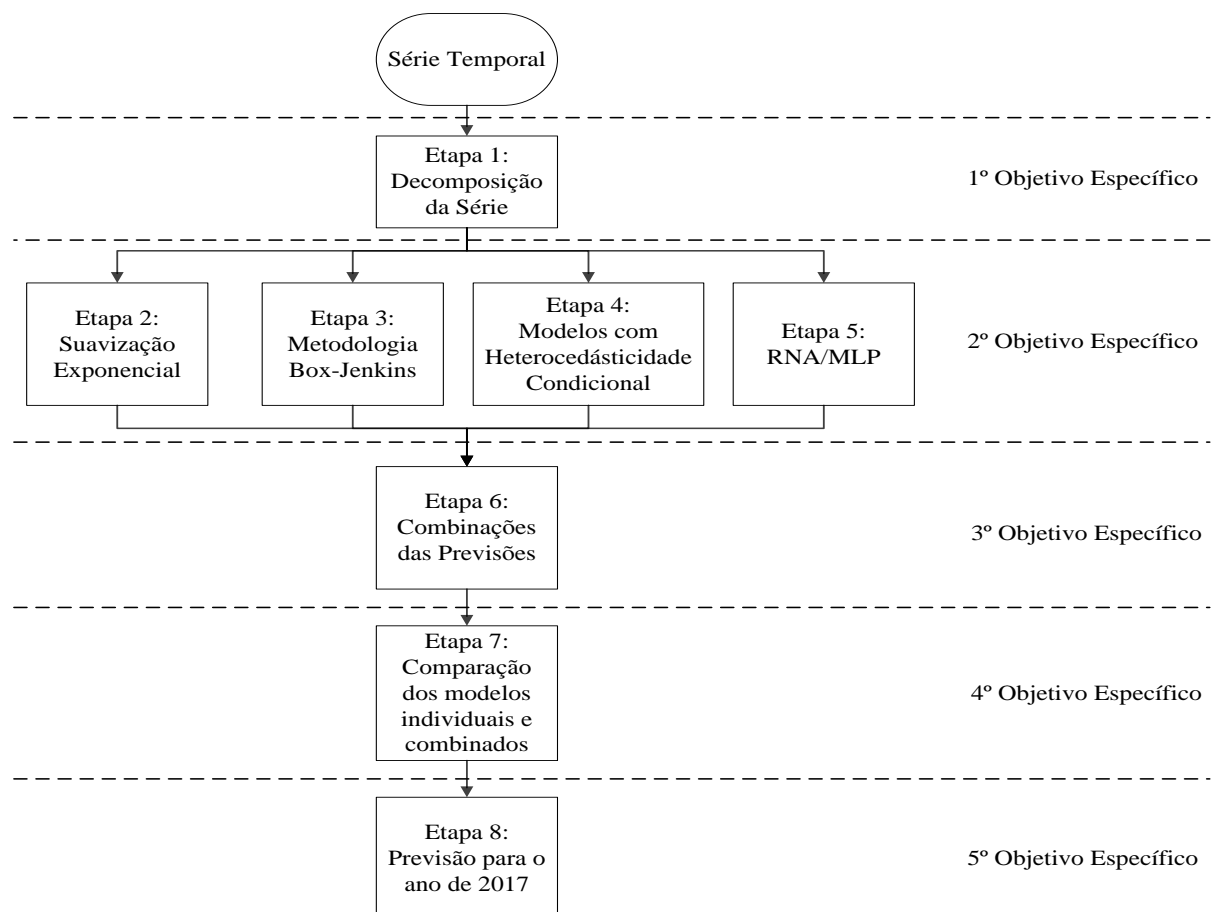 Série Temporal
Etapa 1:
Decomposição
da Série
1º Objetivo Específico
Etapa 2:
Suavização
Exponencial
Etapa 3:
Metodologia
Box-Jenkins
Etapa 4:
Modelos com
Heterocedásticidade
Condicional
Etapa 5:
RNA/MLP
2º Objetivo Específico
Etapa 6:
Combinações
das Previsões
3º Objetivo Específico
Etapa 7:
Comparação
dos modelos
individuais e
combinados
4º Objetivo Específico
Etapa 8:
Previsão para o
ano de 2017
5º Objetivo Específico